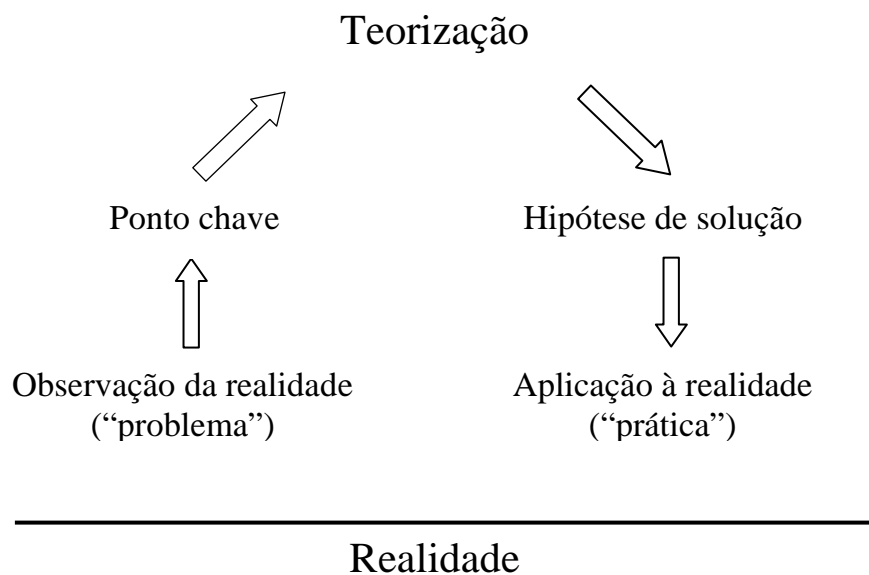 Teorização
Ponto chave
Hipótese de solução
Observação da realidade
(“problema”)
Aplicação à realidade
(“prática”)
Realidade